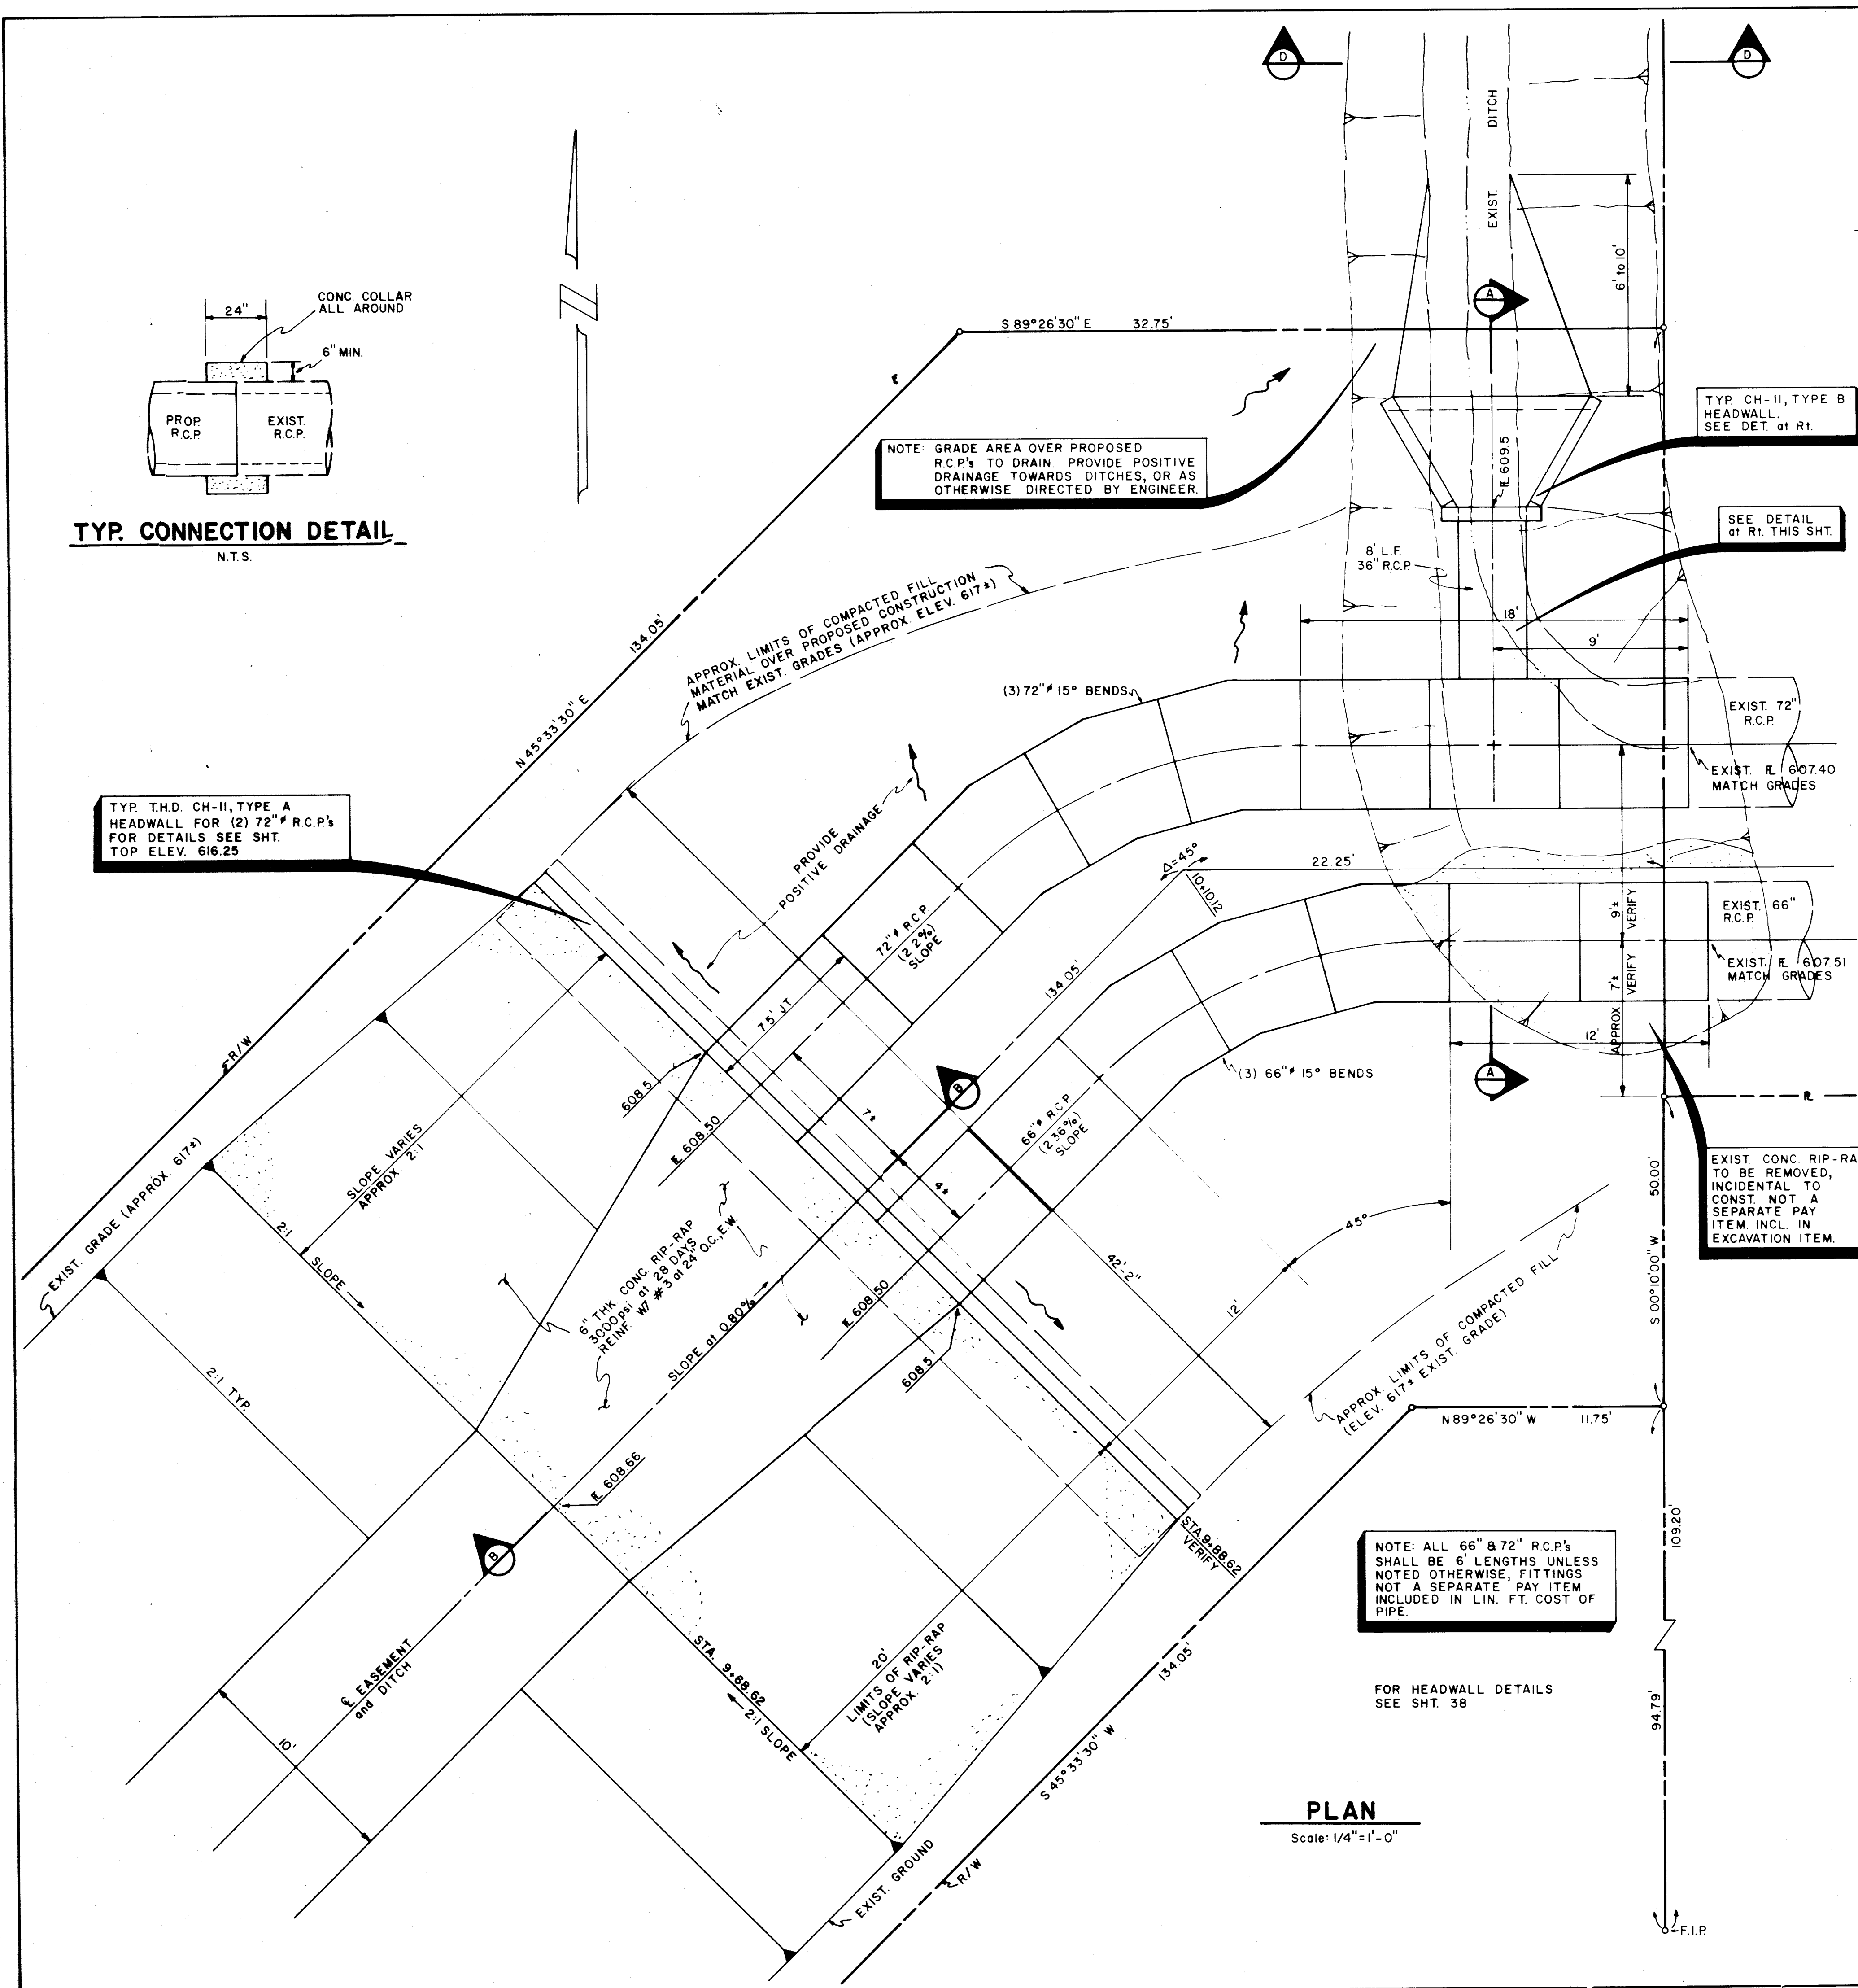 D
D
EXIST. DITCH
6' to 10'
A
24"
CONC. COLLAR
ALL AROUND
6" MIN.
PROP.
R.C.P.
EXIST.
R.C.P.
TYP. CONNECTION DETAIL
N.T.S.
N
S 89°26'30" E 32.75'
NOTE: GRADE AREA OVER PROPOSED
R.C.P.'s TO DRAIN. PROVIDE POSITIVE
DRAINAGE TOWARDS DITCHES, OR AS
OTHERWISE DIRECTED BY ENGINEER.
TYP. CH-11, TYPE B
HEADWALL.
SEE DET. at Rt.
FL 609.5
SEE DETAIL
at Rt. THIS SHT.
8' L.F.
36" R.C.P.
18'
9'
134.05'
N 45°33'30" E
APPROX. LIMITS OF COMPACTED FILL
MATERIAL OVER PROPOSED CONSTRUCTION
MATCH EXIST. GRADES (APPROX. ELEV. 617±)
(3) 72"ø 15° BENDS
EXIST. 72"
R.C.P.
EXIST. FL 607.40
MATCH GRADES
TYP. T.H.D. CH-11, TYPE A
HEADWALL FOR (2) 72"ø R.C.P.'s
FOR DETAILS SEE SHT.
TOP ELEV. 616.25
PROVIDE
POSITIVE DRAINAGE
Δ=45°
10+10.12
22.25'
9'±
VERIFY
EXIST. 66"
R.C.P.
EXIST. FL 607.51
MATCH GRADES
APPROX. 7'±
VERIFY
12'
72"ø R.C.P.
(2.2%)
SLOPE
7.5' JT
134.05'
A
(3) 66"ø 15° BENDS
B
66"ø R.C.P.
(2.36%)
SLOPE
608.5
FL 608.50
7±
4±
R/W
SLOPE VARIES
APPROX. 2:1
EXIST. GRADE (APPROX. 617±)
2:1
SLOPE
6" THK. CONC. RIP-RAP
3000 psi at 28 DAYS
REINF. W/ #3 at 24" O.C., E.W.
SLOPE at 0.80%
FL 608.50
608.5
42'-2"
45°
12'
PL
EXIST. CONC. RIP-RA
TO BE REMOVED,
INCIDENTAL TO
CONST. NOT A
SEPARATE PAY
ITEM. INCL. IN
EXCAVATION ITEM.
50.00'
S 00°10'00" W
APPROX. LIMITS OF COMPACTED FILL
(ELEV. 617± EXIST. GRADE)
N 89°26'30" W 11.75'
2:1 TYP.
FL 608.66
B
STA. 9+88.62
VERIFY
109.20'
NOTE: ALL 66" & 72" R.C.P.'s
SHALL BE 6' LENGTHS UNLESS
NOTED OTHERWISE, FITTINGS
NOT A SEPARATE PAY ITEM
INCLUDED IN LIN. FT. COST OF
PIPE.
℄ EASEMENT
and DITCH
10'
STA. 9+68.62
2:1 SLOPE
20'
LIMITS OF RIP-RAP
(SLOPE VARIES
APPROX. 2:1)
134.05'
S 45°33'30" W
FOR HEADWALL DETAILS
SEE SHT. 38
94.79'
PLAN
Scale: 1/4"=1'-0"
EXIST. GROUND
R/W
F.I.P.